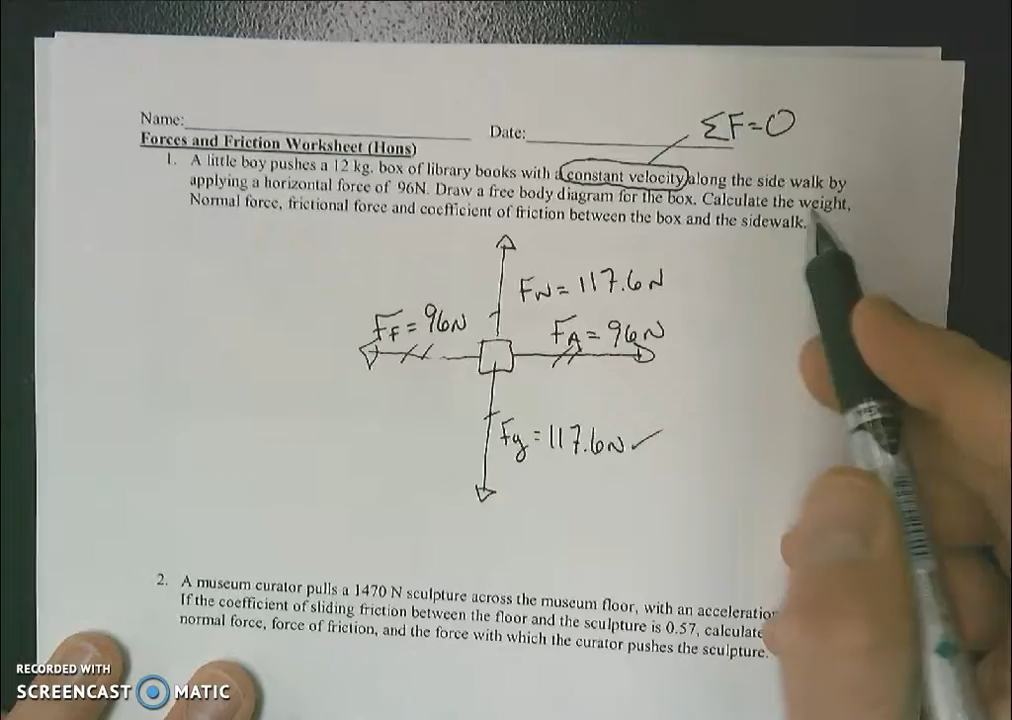 Name:
Date:
ΣF=0
Forces and Friction Worksheet (Hons)
1. A little boy pushes a 12 kg. box of library books with a constant velocity along the side walk by
applying a horizontal force of 96N. Draw a free body diagram for the box. Calculate the weight,
Normal force, frictional force and coefficient of friction between the box and the sidewalk.
FN = 117.6N
FF = 96N
FA = 96N
Fg = 117.6N ✓
2. A museum curator pulls a 1470 N sculpture across the museum floor, with an acceleration
If the coefficient of sliding friction between the floor and the sculpture is 0.57, calculate
normal force, force of friction, and the force with which the curator pushes the sculpture.
RECORDED WITH
SCREENCAST MATIC